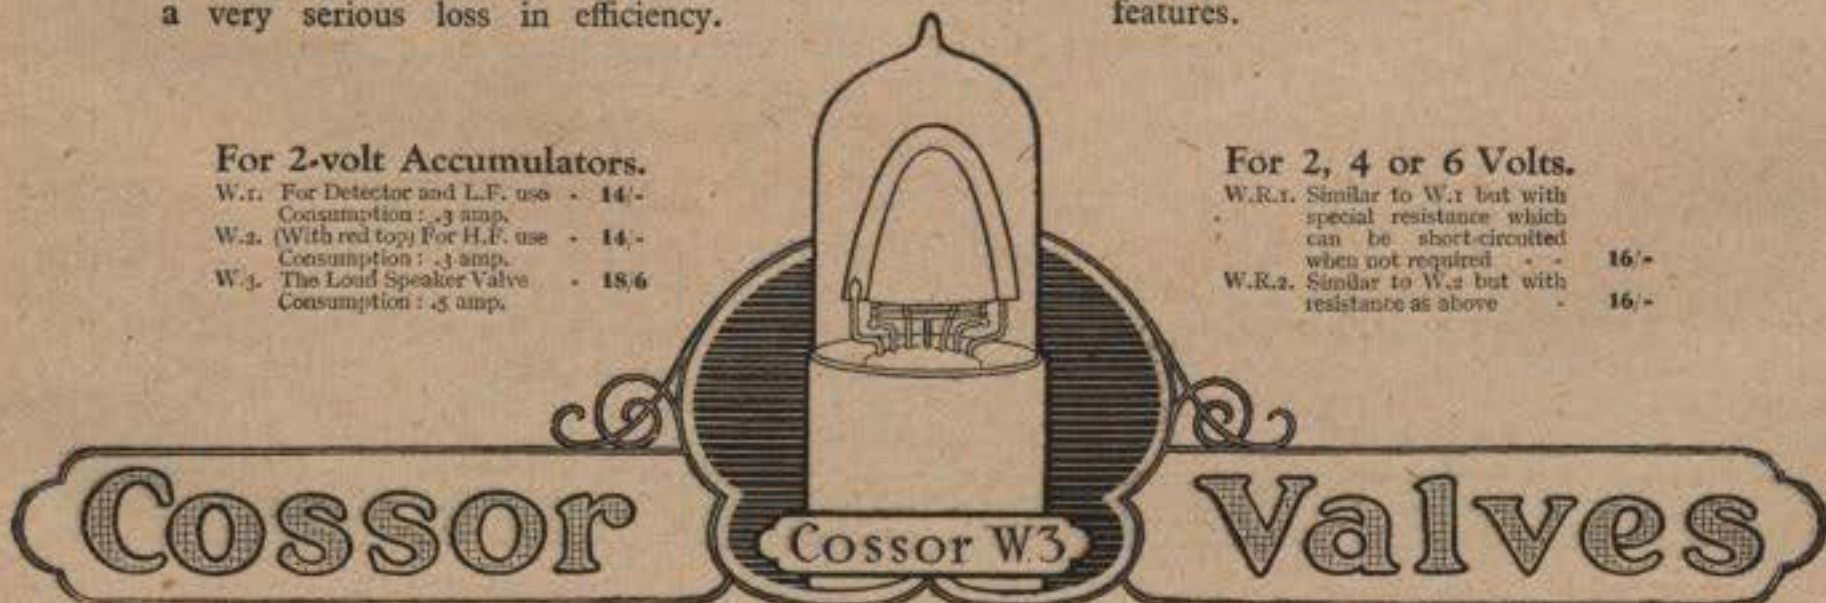 a very serious loss in efficiency.
features.
For 2-volt Accumulators.
W.1. For Detector and L.F. use - 14/-
Consumption : .3 amp.
W.2. (With red top) For H.F. use - 14/-
Consumption : .3 amp.
W.3. The Loud Speaker Valve - 18/6
Consumption : .5 amp.
For 2, 4 or 6 Volts.
W.R.1. Similar to W.1 but with
special resistance which
can be short-circuited
when not required - - 16/-
W.R.2. Similar to W.2 but with
resistance as above - 16/-
Cossor Valves
Cossor W.3